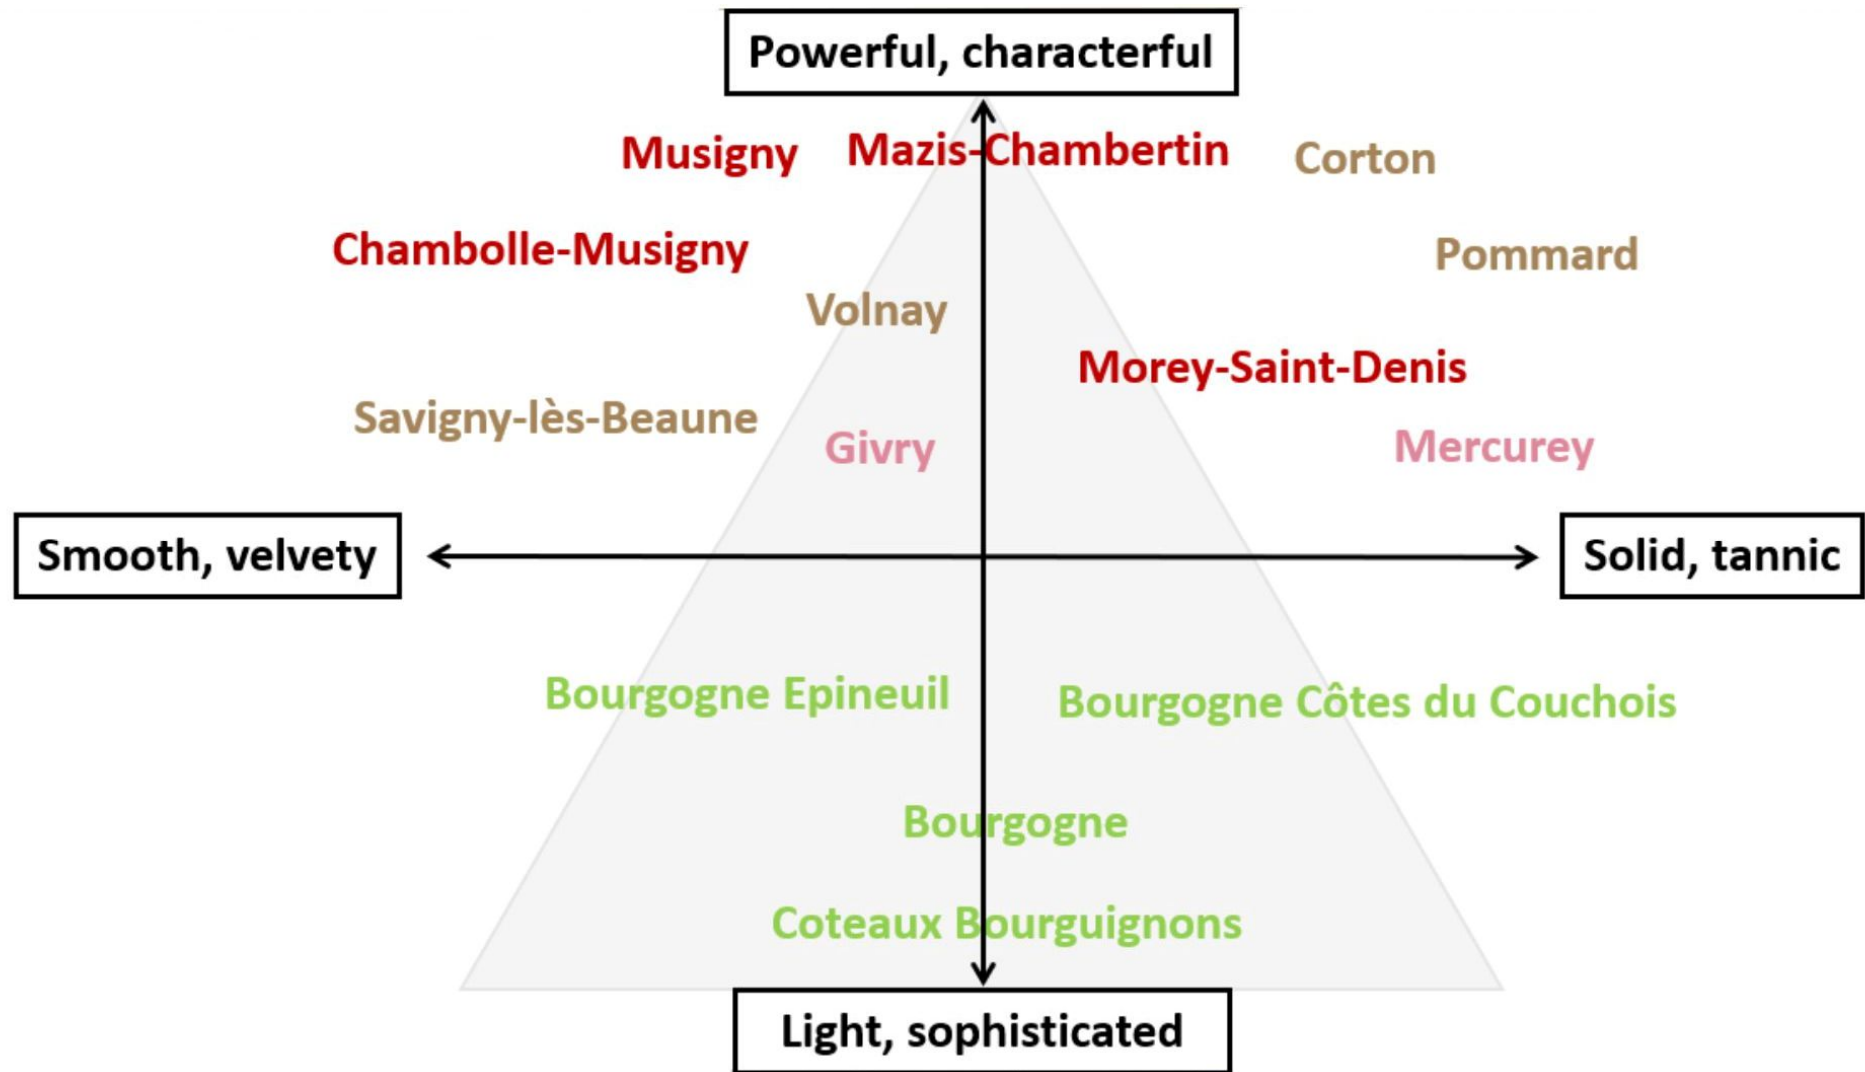 Powerful, characterful
Musigny
Mazis-Chambertin
Corton
Chambolle-Musigny
Pommard
Volnay
Morey-Saint-Denis
Savigny-lès-Beaune
Givry
Mercurey
Smooth, velvety
Solid, tannic
Bourgogne Epineuil
Bourgogne Côtes du Couchois
Bourgogne
Coteaux Bourguignons
Light, sophisticated